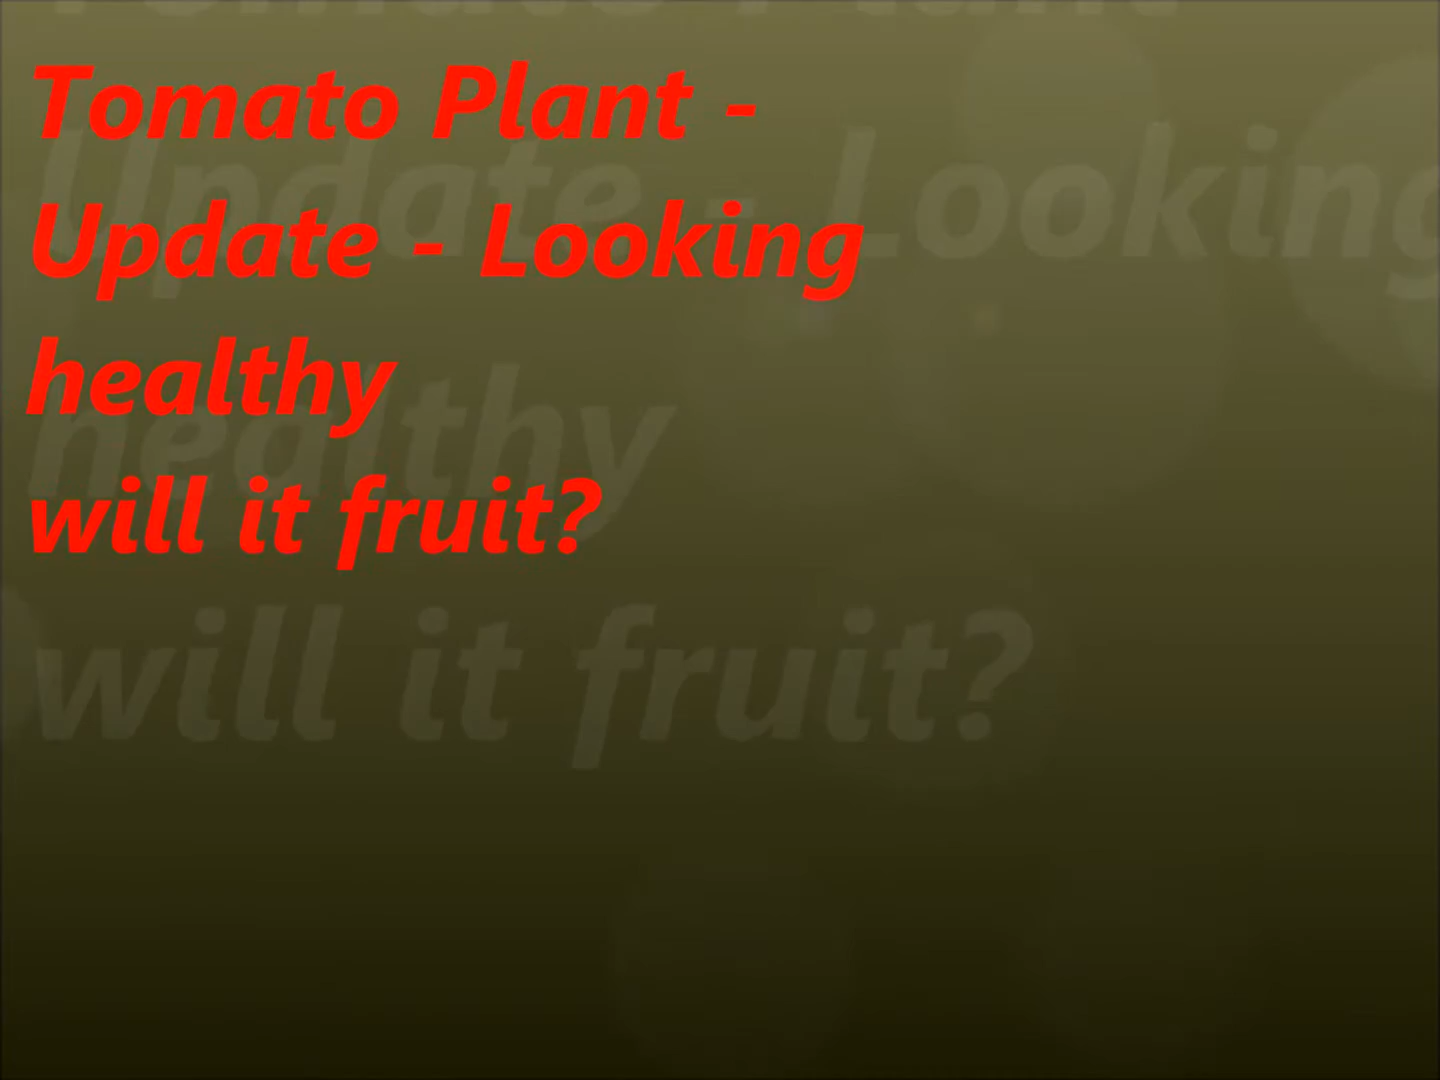 Tomato Plant -
Update - Looking
healthy
will it fruit?